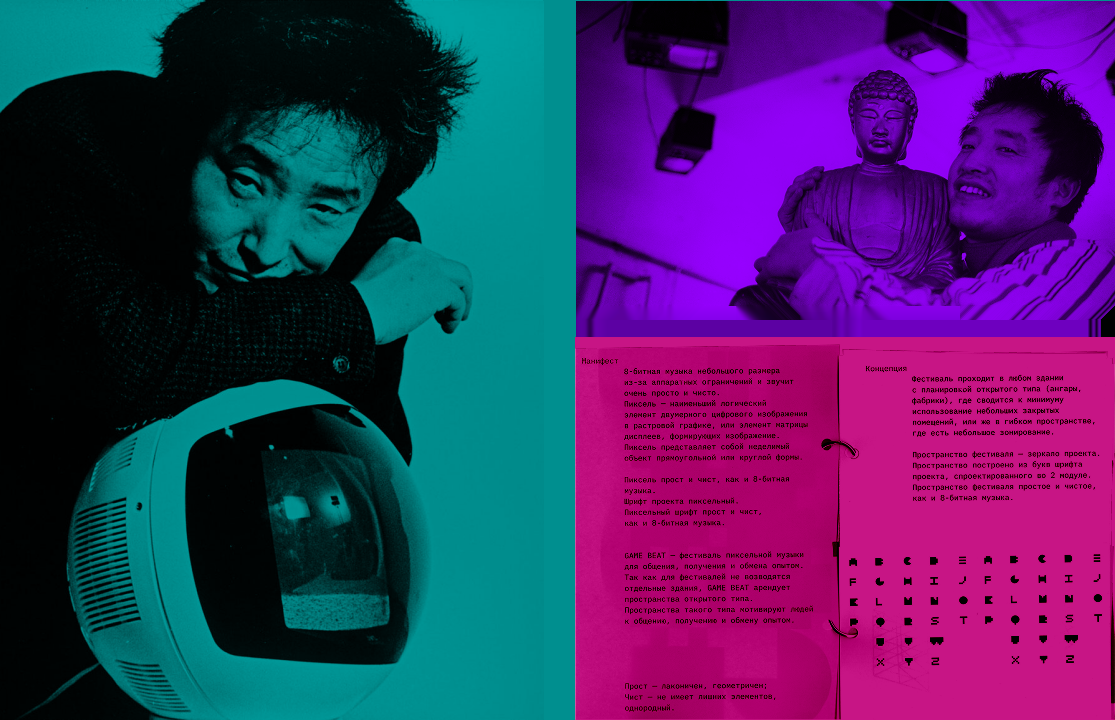 Манифест
8-битная музыка небольшого размера
из-за аппаратных ограничений и звучит
очень просто и чисто.
Пиксель — наименьший логический
элемент двумерного цифрового изображения
в растровой графике, или элемент матрицы
дисплеев, формирующих изображение.
Пиксель представляет собой неделимый
объект прямоугольной или круглой формы.
Пиксель прост и чист, как и 8-битная
музыка.
Шрифт проекта пиксельный.
Пиксельный шрифт прост и чист,
как и 8-битная музыка.
GAME BEAT — фестиваль пиксельной музыки
для общения, получения и обмена опытом.
Так как для фестивалей не возводятся
отдельные здания, GAME BEAT арендует
пространства открытого типа.
Пространства такого типа мотивируют людей
к общению, получению и обмену опытом.
Прост — лаконичен, геометричен;
Чист — не имеет лишних элементов,
однородный.
Концепция
Фестиваль проходит в любом здании
с планировкой открытого типа (ангары,
фабрики), где сводится к минимуму
использование небольших закрытых
помещений, или же в гибком пространстве,
где есть небольшое зонирование.
Пространство фестиваля — зеркало проекта.
Пространство построено из букв шрифта
проекта, спроектированного во 2 модуле.
Пространство фестиваля простое и чистое,
как и 8-битная музыка.
A B C D E A B C D E
F G H I J F G H I J
K L M N O K L M N O
P Q R S T P Q R S T
U V W U V W
X Y Z X Y Z